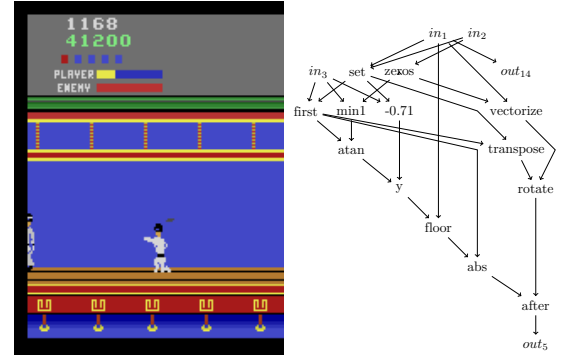 1168
41200
PLAYER
ENEMY
in1 in2
in3 set zeros out14
first min1 -0.71 vectorize
atan transpose
y rotate
floor
abs
after
out5